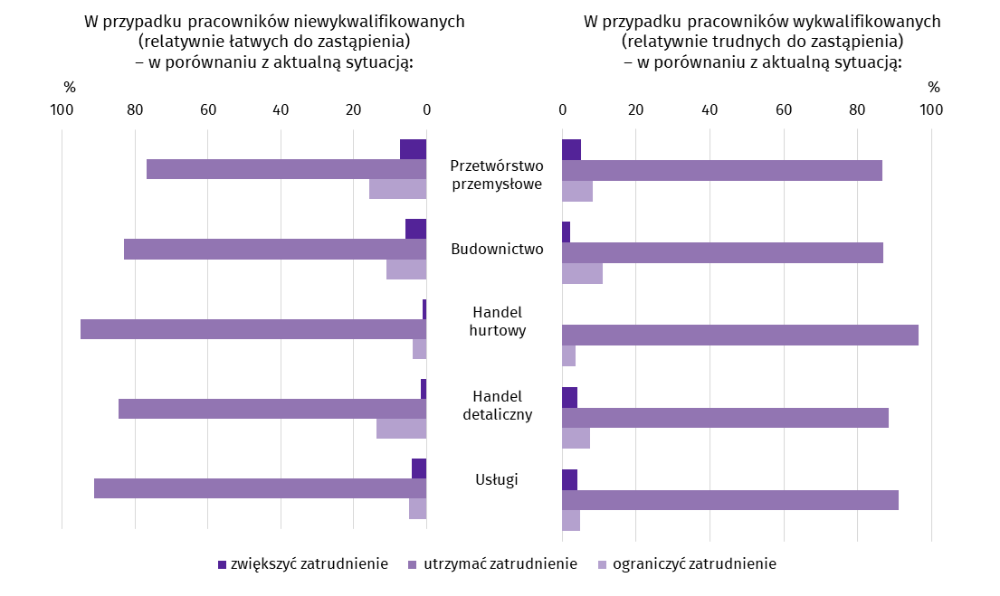 W przypadku pracowników niewykwalifikowanych
(relatywnie łatwych do zastąpienia)
– w porównaniu z aktualną sytuacją:
%
100 80 60 40 20 0
W przypadku pracowników wykwalifikowanych
(relatywnie trudnych do zastąpienia)
– w porównaniu z aktualną sytuacją:
%
0 20 40 60 80 100
Przetwórstwo
przemysłowe
Budownictwo
Handel
hurtowy
Handel
detaliczny
Usługi
zwiększyć zatrudnienie utrzymać zatrudnienie ograniczyć zatrudnienie